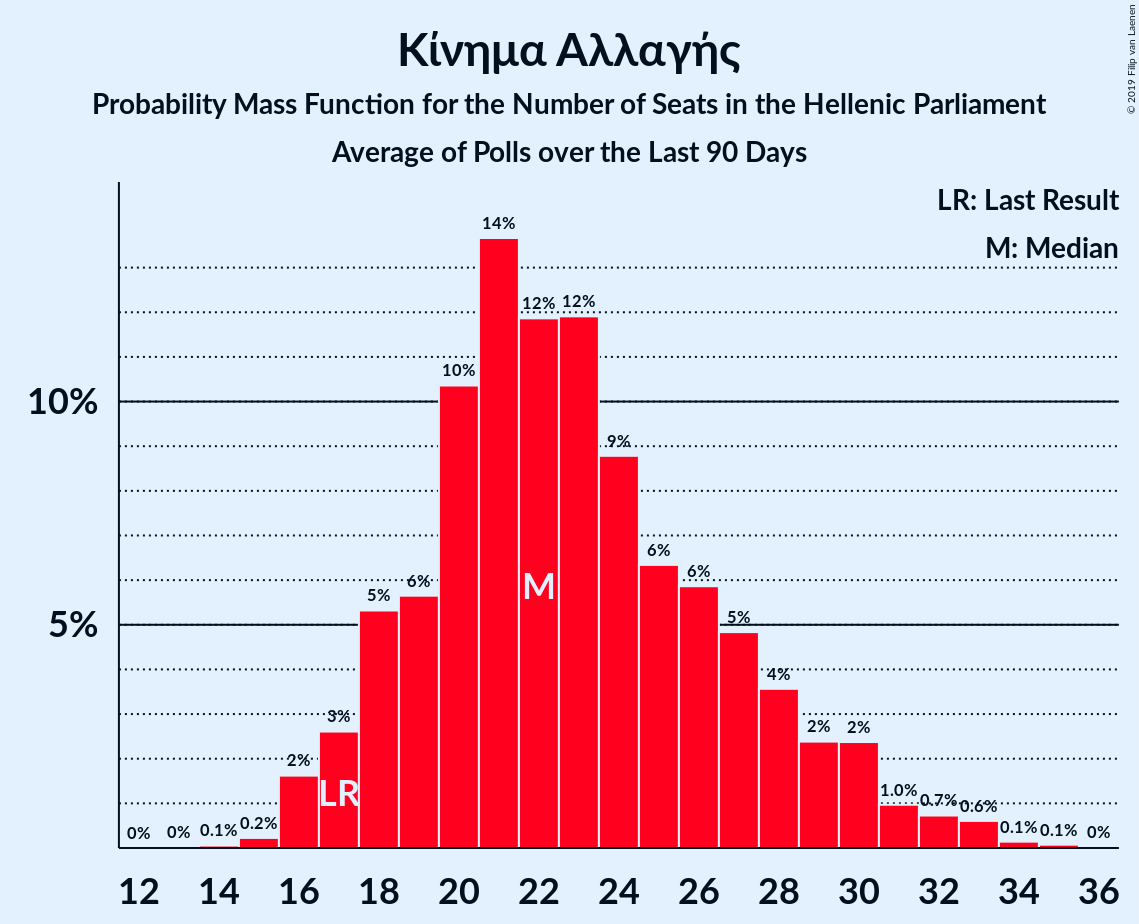 Κίνημα Αλλαγής
Probability Mass Function for the Number of Seats in the Hellenic Parliament
Average of Polls over the Last 90 Days
© 2019 Filip van Laenen
LR: Last Result
M: Median
10%
5%
0% 0% 0.1% 0.2% 2% 3% 5% 6% 10% 14% 12% 12% 9% 6% 6% 5% 4% 2% 2% 1.0% 0.7% 0.6% 0.1% 0.1% 0%
LR M
12 14 16 18 20 22 24 26 28 30 32 34 36